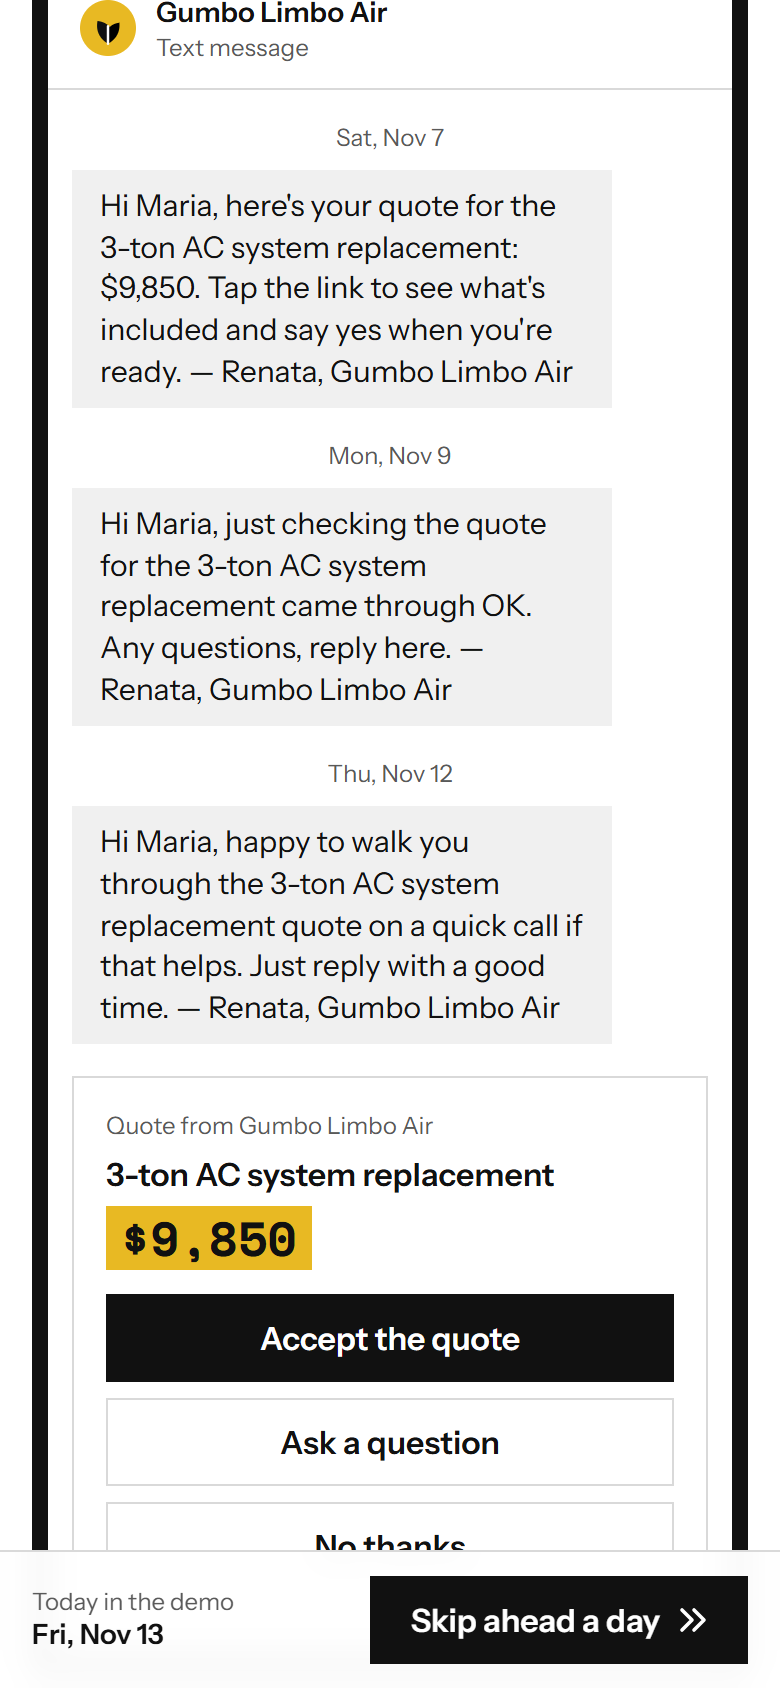 Gumbo Limbo Air
Text message
Sat, Nov 7
Hi Maria, here's your quote for the
3-ton AC system replacement:
$9,850. Tap the link to see what's
included and say yes when you're
ready. — Renata, Gumbo Limbo Air
Mon, Nov 9
Hi Maria, just checking the quote
for the 3-ton AC system
replacement came through OK.
Any questions, reply here. —
Renata, Gumbo Limbo Air
Thu, Nov 12
Hi Maria, happy to walk you
through the 3-ton AC system
replacement quote on a quick call if
that helps. Just reply with a good
time. — Renata, Gumbo Limbo Air
Quote from Gumbo Limbo Air
3-ton AC system replacement
$9,850
Accept the quote
Ask a question
No thanks
Today in the demo
Fri, Nov 13
Skip ahead a day